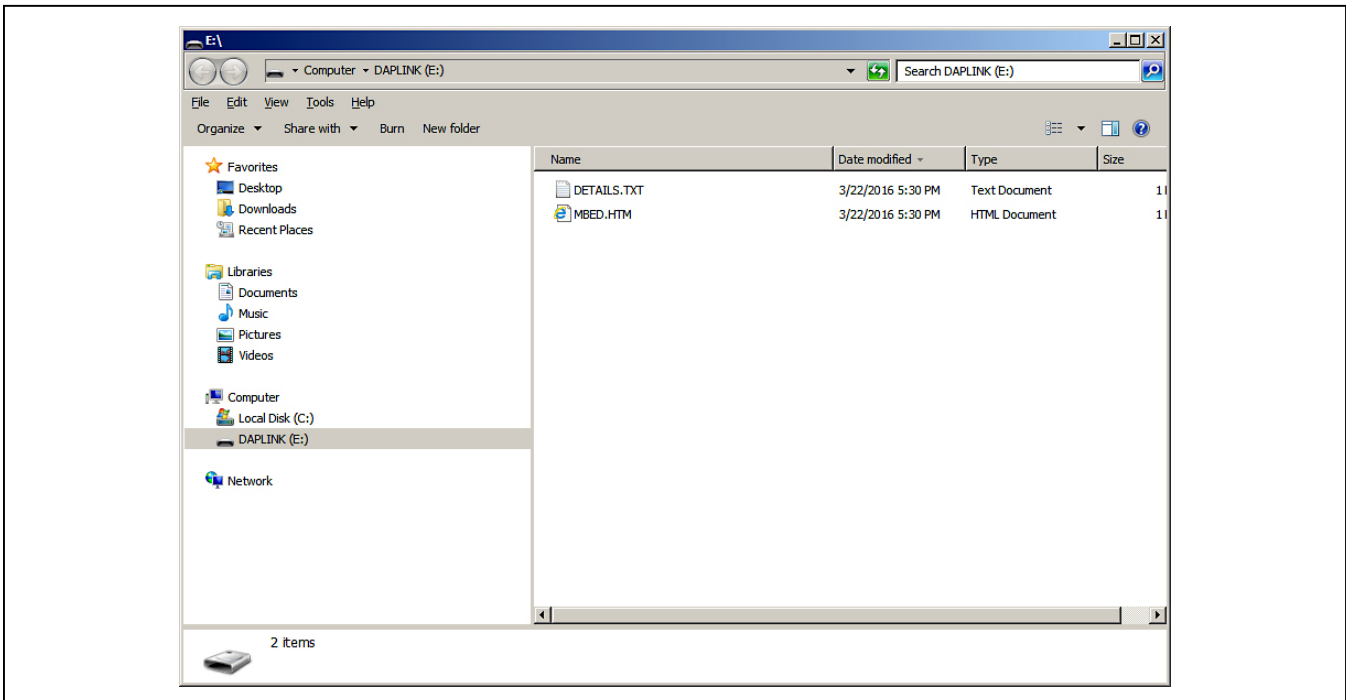 E:\
Computer DAPLINK (E:) Search DAPLINK (E:)
File Edit View Tools Help
Organize Share with Burn New folder
Name Date modified Type Size
DETAILS.TXT 3/22/2016 5:30 PM Text Document 1
MBED.HTM 3/22/2016 5:30 PM HTML Document 1
Favorites
Desktop
Downloads
Recent Places
Libraries
Documents
Music
Pictures
Videos
Computer
Local Disk (C:)
DAPLINK (E:)
Network
2 items